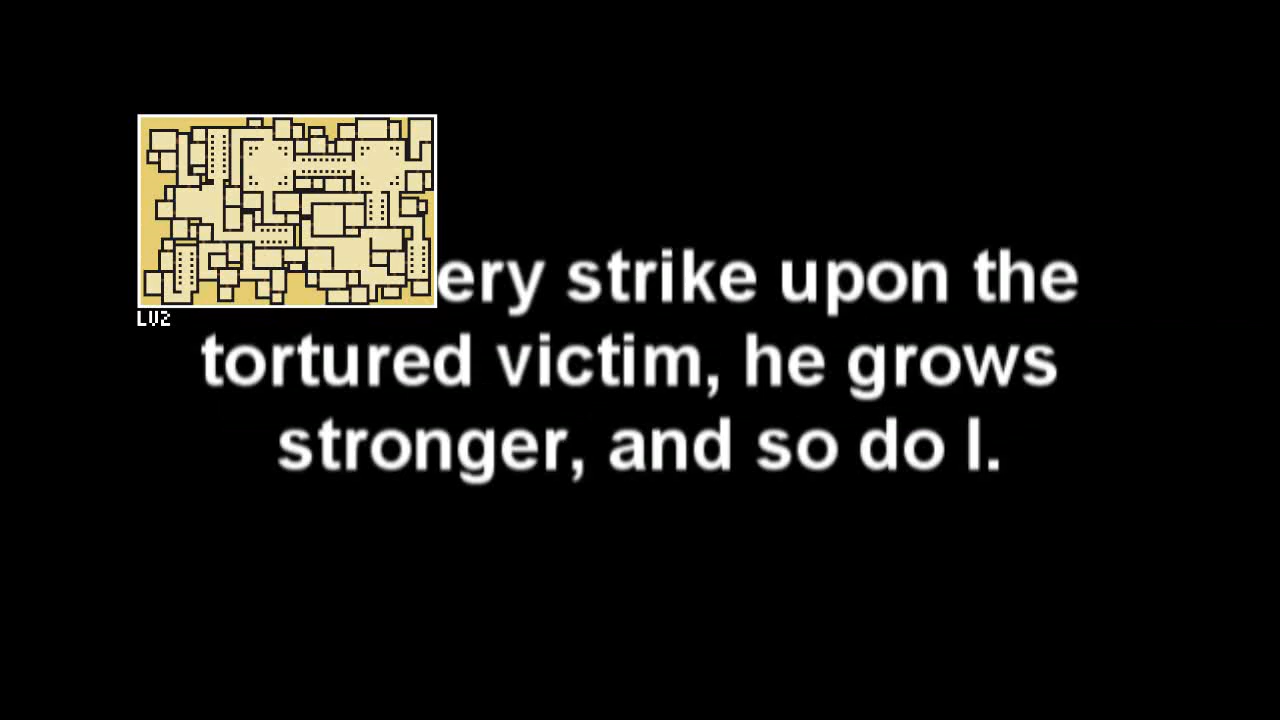 ery strike upon the
LV2
tortured victim, he grows
stronger, and so do I.